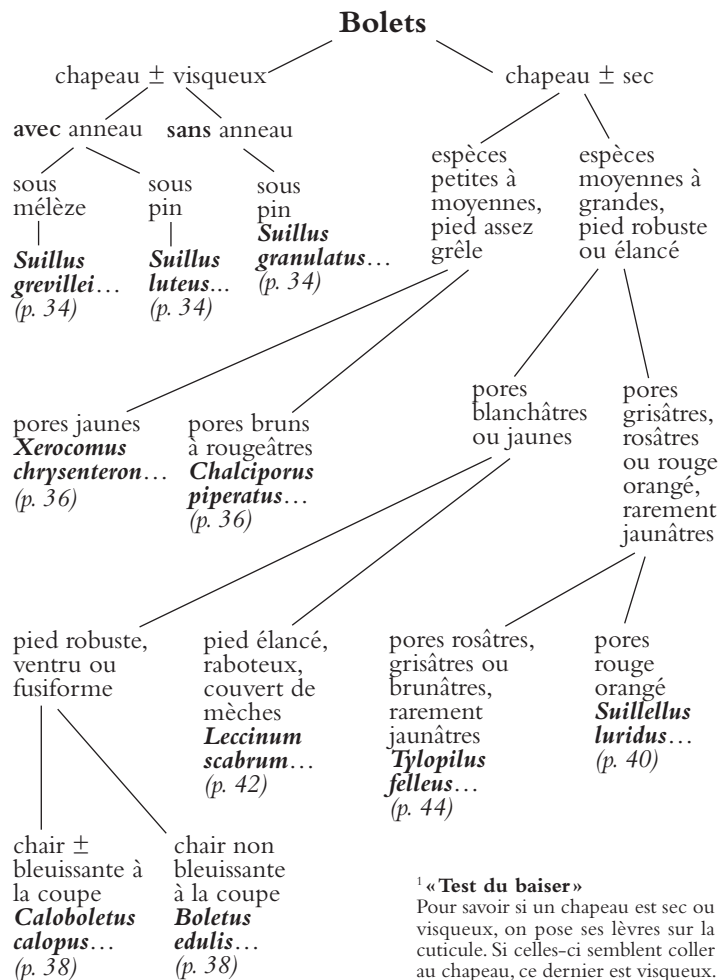 Bolets
chapeau ± visqueux
chapeau ± sec
avec anneau
sans anneau
sous
mélèze
Suillus
grevillei…
(p. 34)
sous
pin
Suillus
luteus...
(p. 34)
sous
pin
Suillus
granulatus…
(p. 34)
espèces
petites à
moyennes,
pied assez
grêle
espèces
moyennes à
grandes,
pied robuste
ou élancé
pores jaunes
Xerocomus
chrysenteron…
(p. 36)
pores bruns
à rougeâtres
Chalciporus
piperatus…
(p. 36)
pores
blanchâtres
ou jaunes
pores
grisâtres,
rosâtres
ou rouge
orangé,
rarement
jaunâtres
pied robuste,
ventru ou
fusiforme
pied élancé,
raboteux,
couvert de
mèches
Leccinum
scabrum…
(p. 42)
pores rosâtres,
grisâtres ou
brunâtres,
rarement
jaunâtres
Tylopilus
felleus…
(p. 44)
pores
rouge
orangé
Suillellus
luridus…
(p. 40)
chair ±
bleuissante à
la coupe
Caloboletus
calopus…
(p. 38)
chair non
bleuissante
à la coupe
Boletus
edulis…
(p. 38)
1 «Test du baiser»
Pour savoir si un chapeau est sec ou
visqueux, on pose ses lèvres sur la
cuticule. Si celles-ci semblent coller
au chapeau, ce dernier est visqueux.